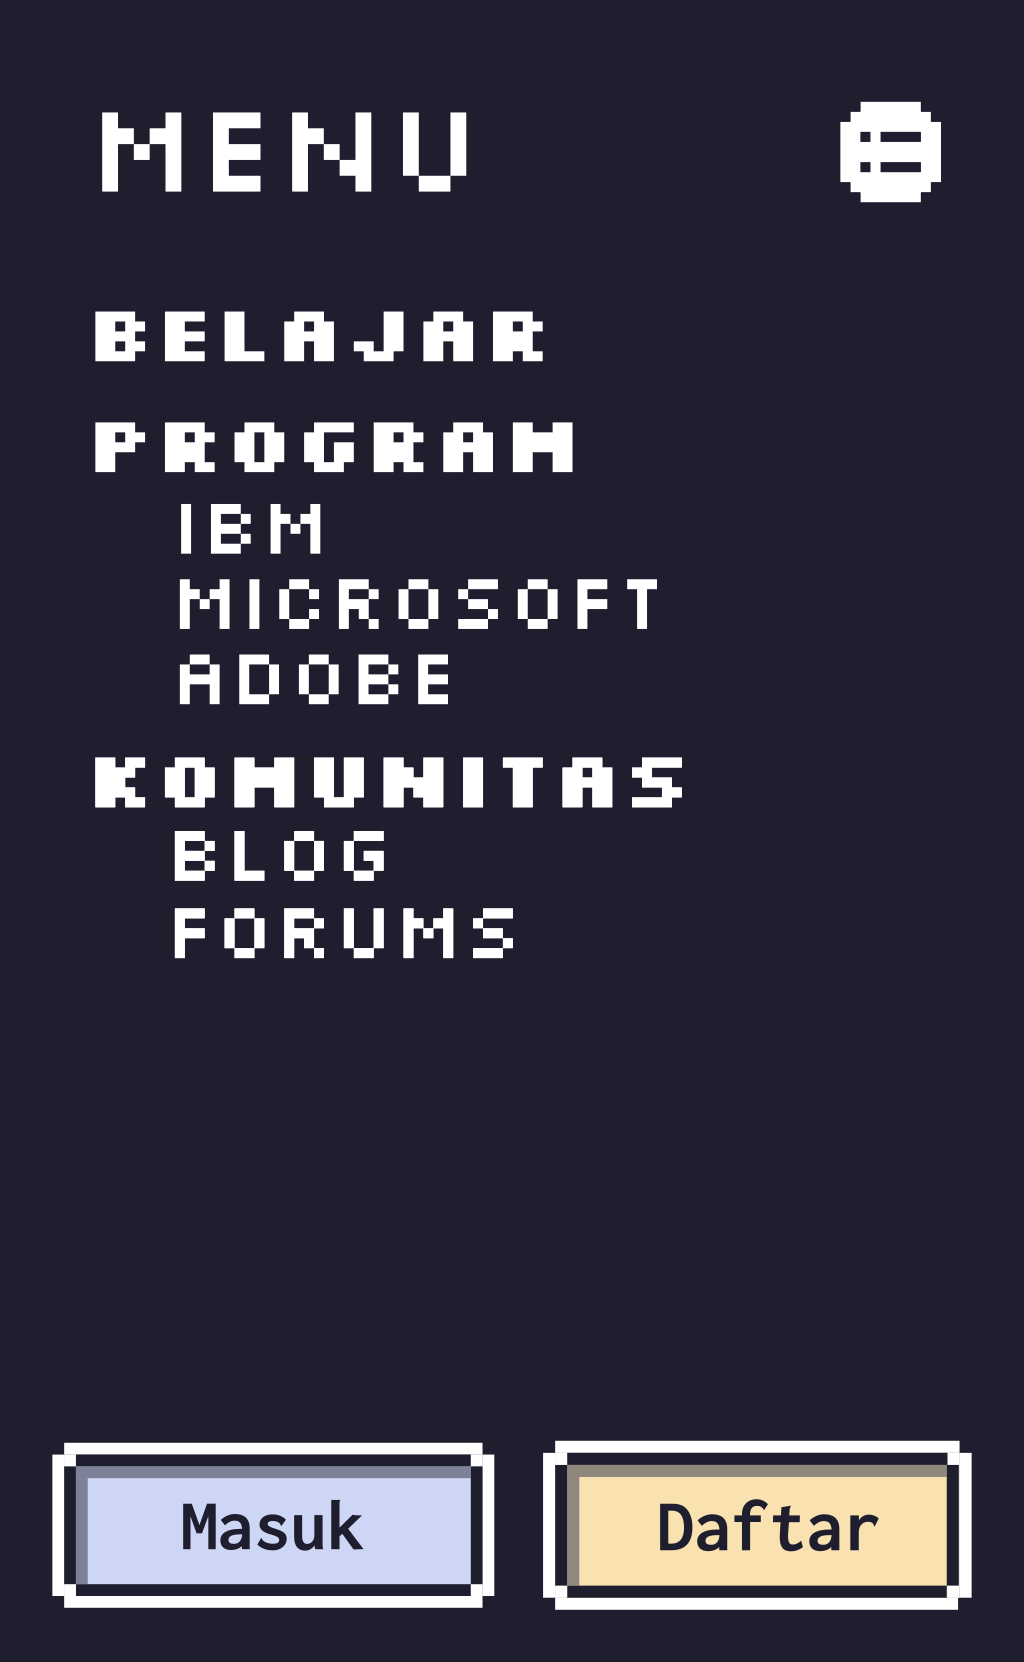 MENU
BELAJAR
PROGRAM
IBM
MICROSOFT
ADOBE
KOMUNITAS
BLOG
FORUMS
Masuk
Daftar